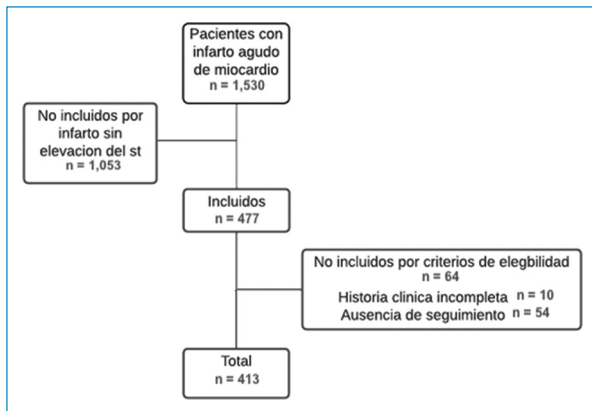 Pacientes con
infarto agudo
de miocardio
n = 1,530
No incluidos por
infarto sin
elevacion del st
n = 1,053
Incluidos
n = 477
No incluidos por criterios de elegbilidad
n = 64
Historia clinica incompleta n = 10
Ausencia de seguimiento n = 54
Total
n = 413